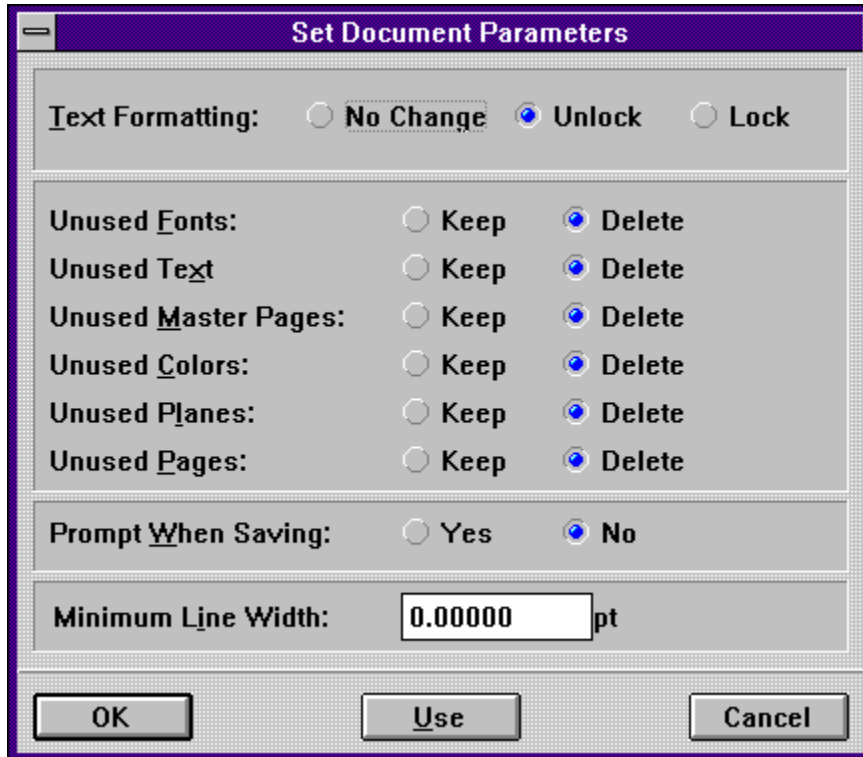 Set Document Parameters
Text Formatting: No Change Unlock Lock
Unused Fonts: Keep Delete
Unused Text Keep Delete
Unused Master Pages: Keep Delete
Unused Colors: Keep Delete
Unused Planes: Keep Delete
Unused Pages: Keep Delete
Prompt When Saving: Yes No
Minimum Line Width: 0.00000 pt
OK Use Cancel